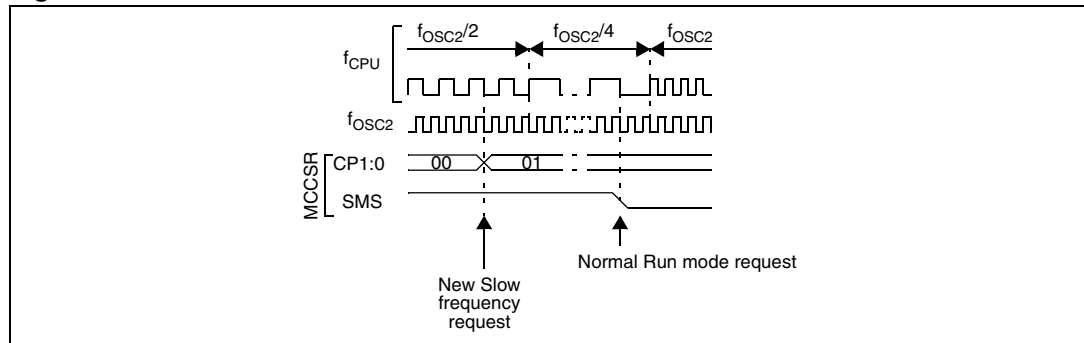 fOSC2/2 fOSC2/4 fOSC2
fCPU
fOSC2
MCCSR
CP1:0 00 01
SMS
Normal Run mode request
New Slow
frequency
request